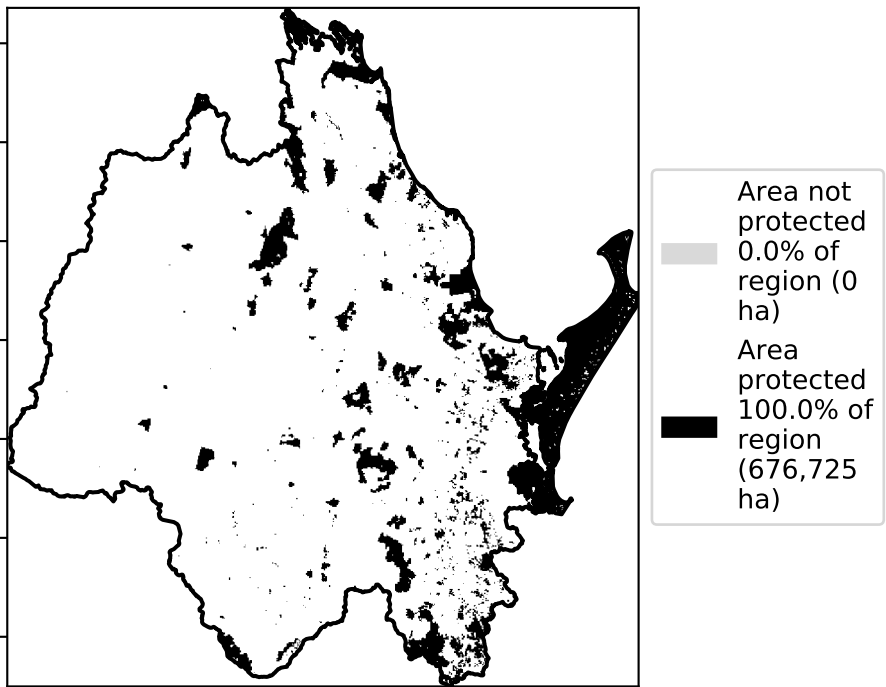 Area not
protected
0.0% of
region (0
ha)
Area
protected
100.0% of
region
(676,725
ha)